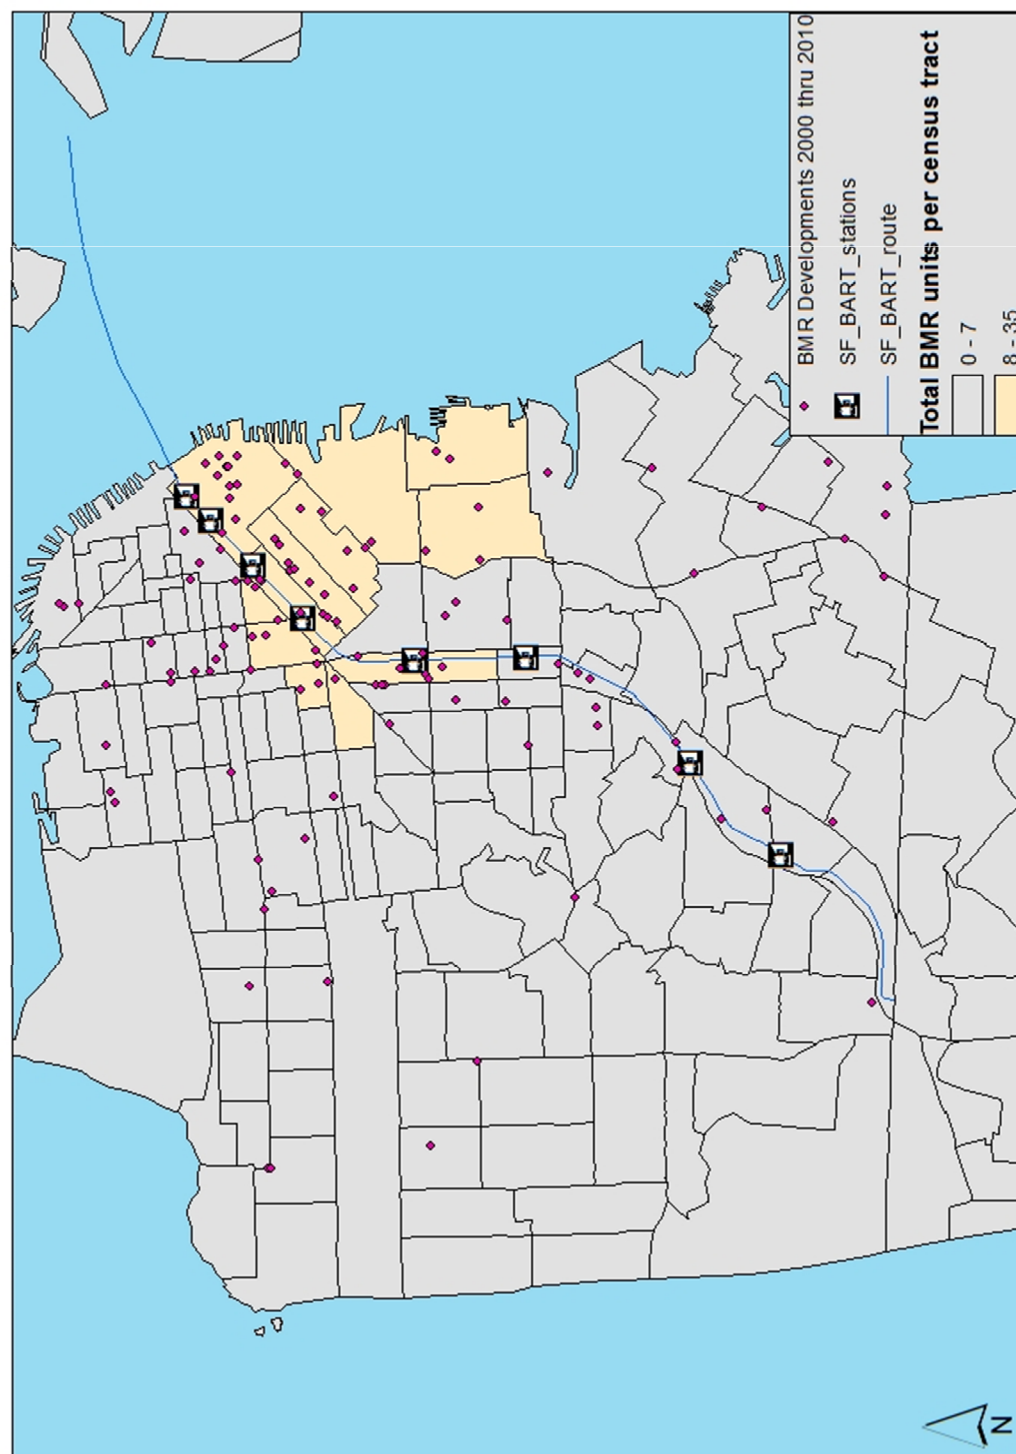 BMR Developments 2000 thru 2010
SF_BART_stations
SF_BART_route
Total BMR units per census tract
0 - 7
8 - 35
N